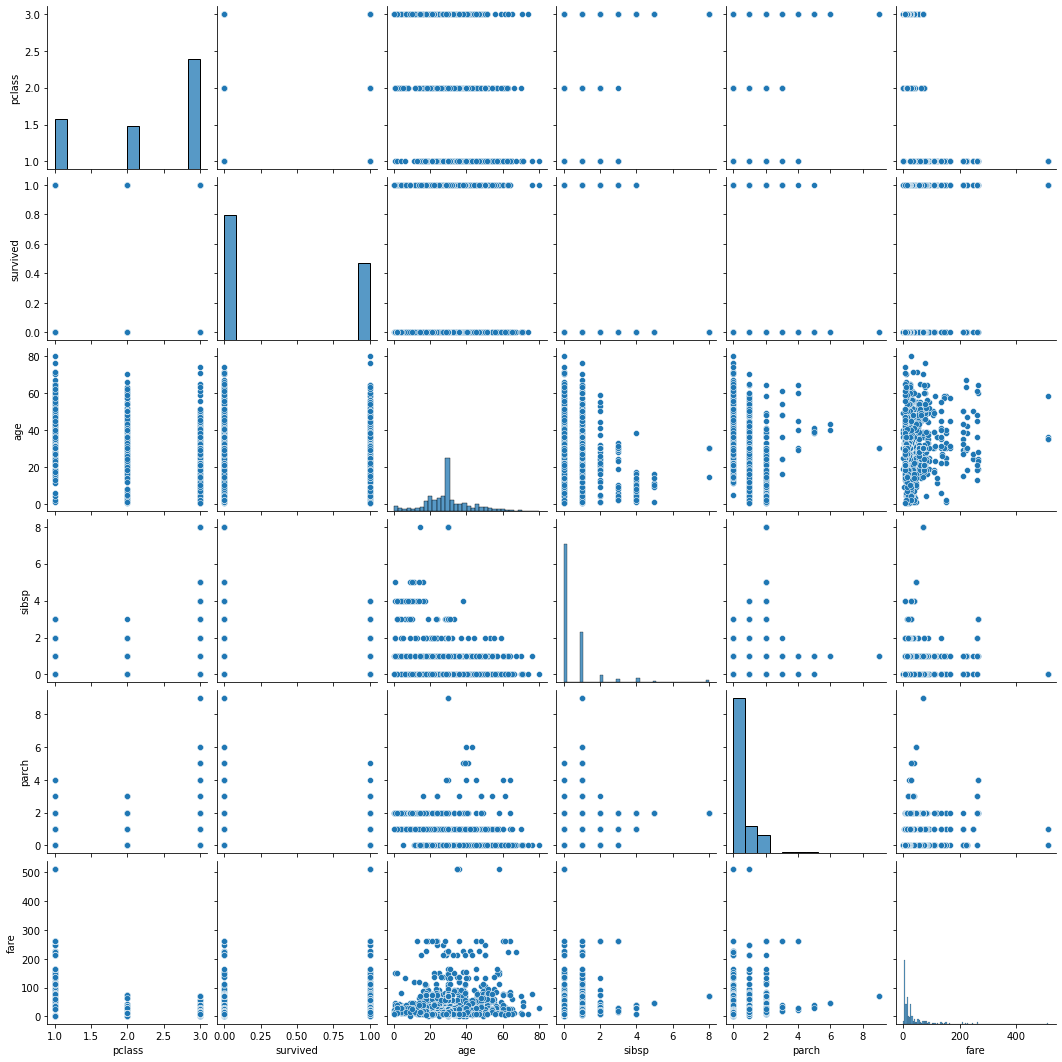 3.0
2.5
2.0
1.5
1.0
pclass
1.0
0.8
0.6
0.4
0.2
0.0
survived
80
60
40
20
0
age
8
6
4
2
0
sibsp
8
6
4
2
0
parch
500
400
300
200
100
0
fare
1.0 1.5 2.0 2.5 3.0
pclass
0.00 0.25 0.50 0.75 1.00
survived
0 20 40 60 80
age
0 2 4 6 8
sibsp
0 2 4 6 8
parch
0 200 400
fare